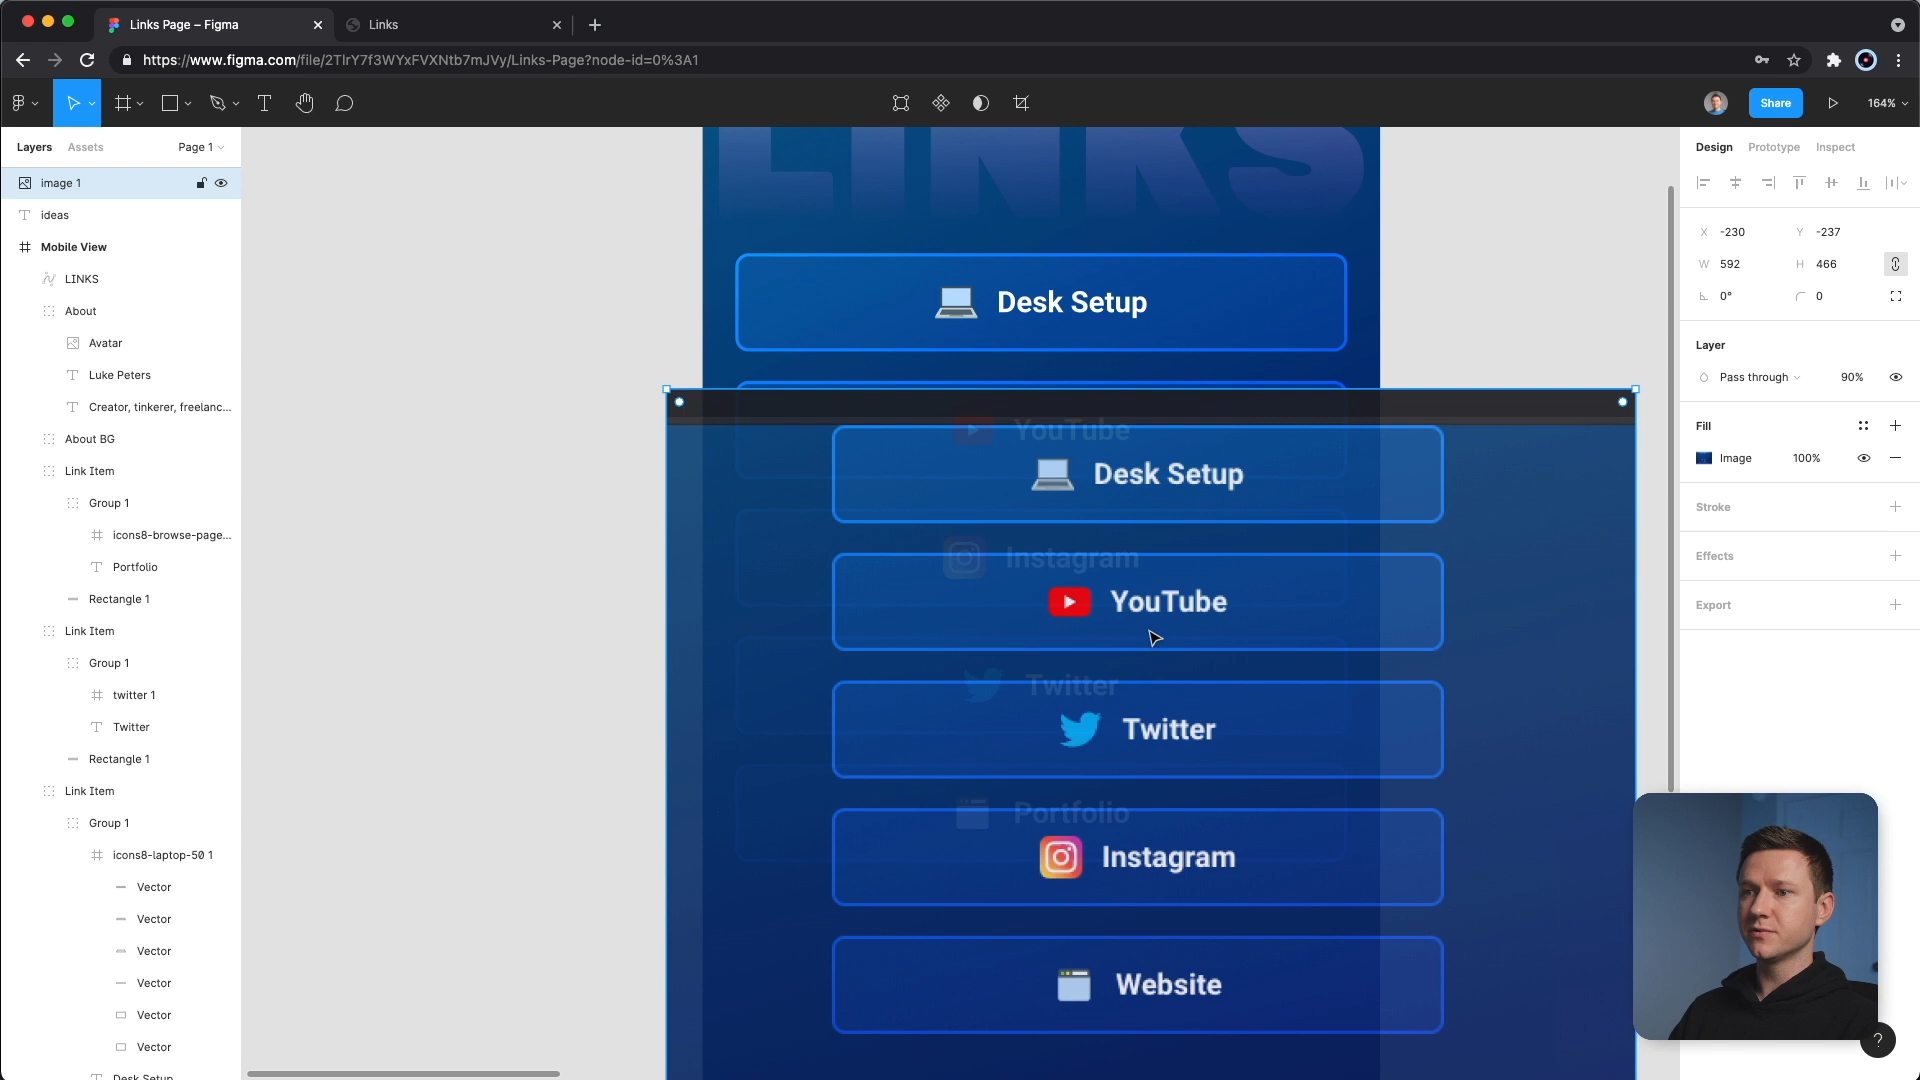 Links Page – Figma
Links
https://www.figma.com/file/2TlrY7f3WYxFVXNtb7mJVy/Links-Page?node-id=0%3A1
Share
164%
Layers
Assets
Page 1
image 1
ideas
Mobile View
LINKS
About
Avatar
Luke Peters
Creator, tinkerer, freelanc...
About BG
Link Item
Group 1
icons8-browse-page...
Portfolio
Rectangle 1
Link Item
Group 1
twitter 1
Twitter
Rectangle 1
Link Item
Group 1
icons8-laptop-50 1
Vector
Vector
Vector
Vector
Vector
Vector
Desk Setup
LINKS
Desk Setup
YouTube
Desk Setup
Instagram
YouTube
Twitter
Twitter
Portfolio
Instagram
Website
Design
Prototype
Inspect
X -230
Y -237
W 592
H 466
0°
0
Layer
Pass through
90%
Fill
Image
100%
Stroke
Effects
Export
?